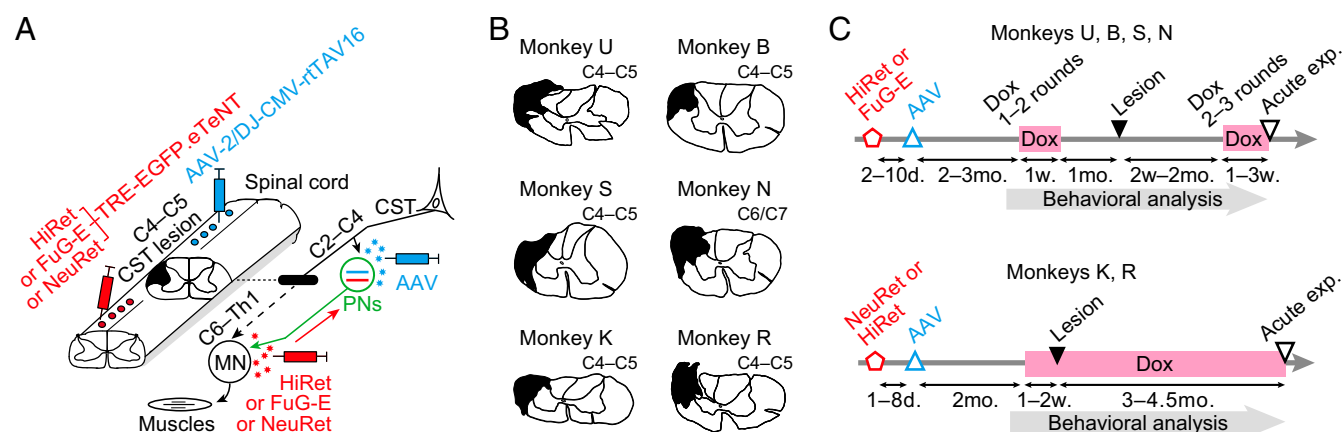 A
HiRet
or FuG-E
or NeuRet
-TRE-EGFP.eTeNT
AAV-2/DJ-CMV-rtTAV16
C4–C5
CST lesion
Spinal cord
CST
C2–C4
AAV
PNs
C6–Th1
MN
HiRet
or FuG-E
or NeuRet
Muscles
B
Monkey U
C4–C5
Monkey B
C4–C5
Monkey S
C4–C5
Monkey N
C6/C7
Monkey K
C4–C5
Monkey R
C4–C5
C
Monkeys U, B, S, N
HiRet or
FuG-E
AAV
Dox
1–2 rounds
Lesion
Dox
2–3 rounds
Acute exp.
Dox
Dox
2–10d.
2–3mo.
1w.
1mo.
2w–2mo.
1–3w.
Behavioral analysis
Monkeys K, R
NeuRet or
HiRet
AAV
Lesion
Acute exp.
Dox
1–8d.
2mo.
1–2w.
3–4.5mo.
Behavioral analysis